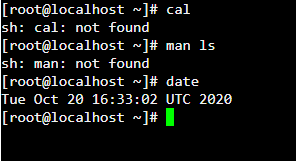 [root@localhost ~]# cal
sh: cal: not found
[root@localhost ~]# man ls
sh: man: not found
[root@localhost ~]# date
Tue Oct 20 16:33:02 UTC 2020
[root@localhost ~]#